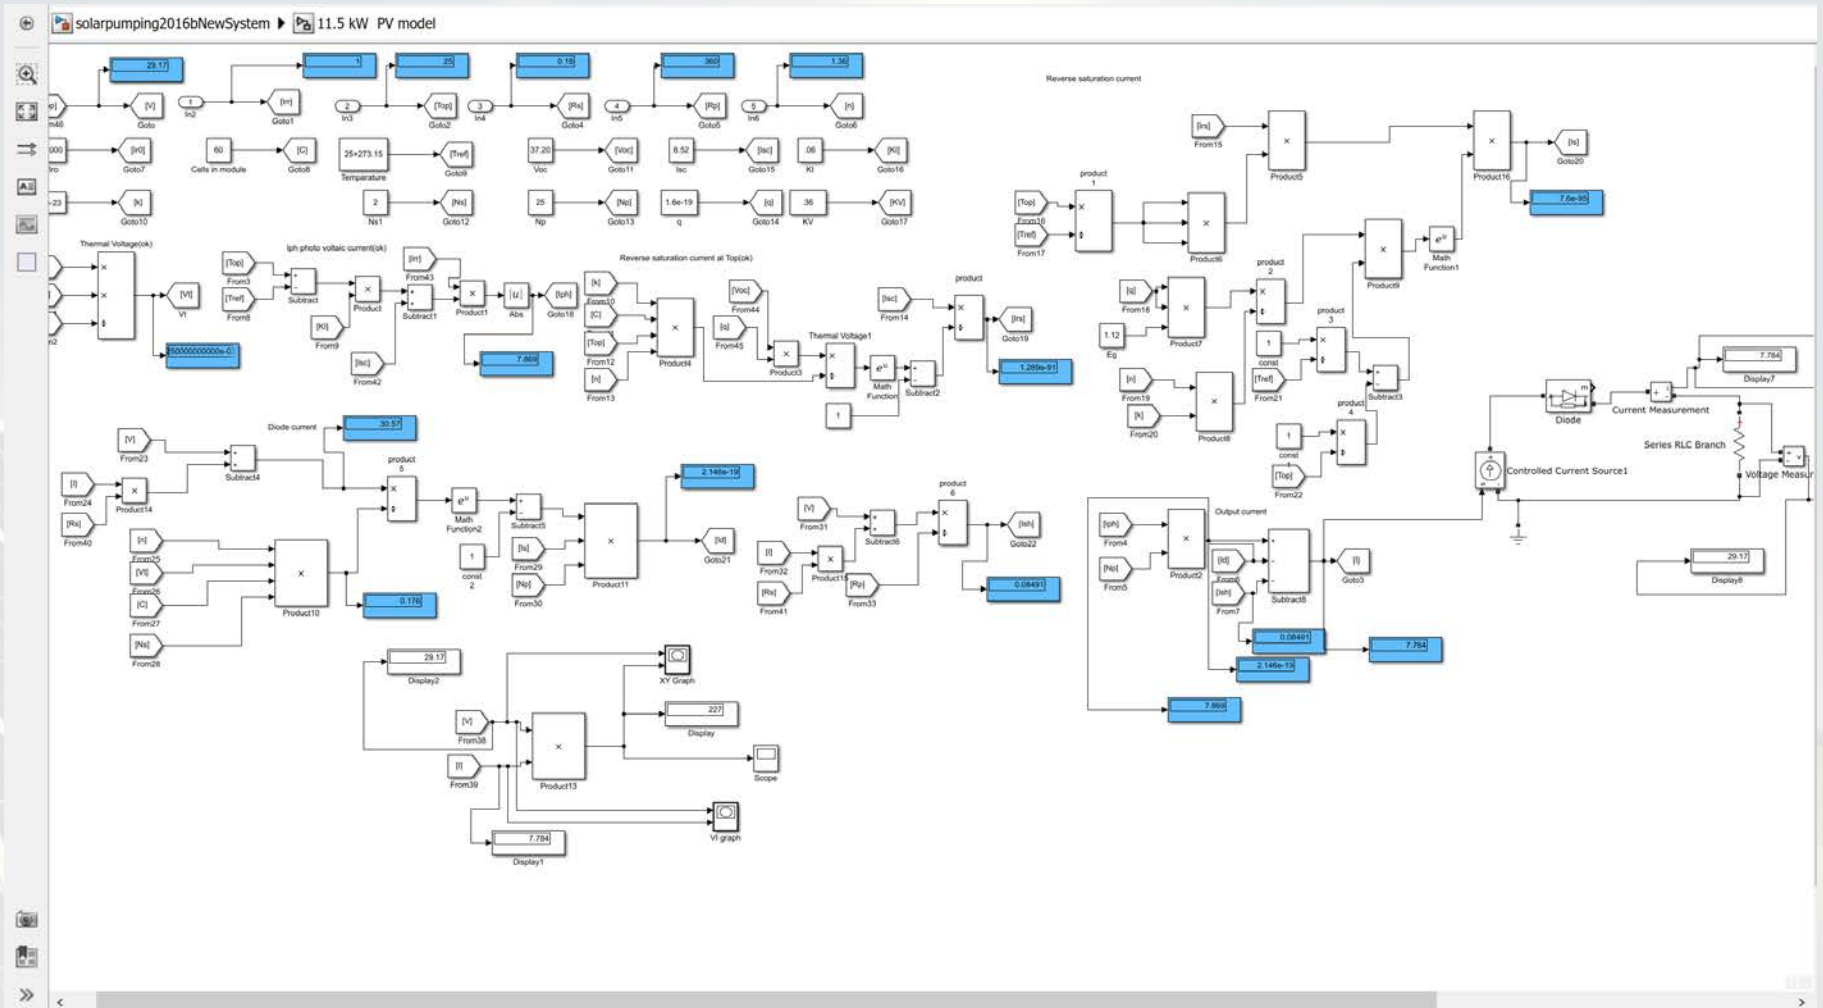 solarpumping2016bNewSystem ▶ 11.5 kW PV model
29.17
1
25
0.18
360
1.36
Reverse saturation current
[V]
1
[Irr]
2
[Top]
3
[Rs]
4
[Rp]
5
[n]
Goto
In2
Goto1
In3
Goto2
In4
Goto4
In5
Goto5
In6
Goto6
[Ir0]
60
[C]
25+273.15
[Tref]
37.20
[Voc]
8.52
[Isc]
.06
[KI]
Goto7
Cells in module
Goto8
Temparature
Goto9
Voc
Goto11
Isc
Goto15
KI
Goto16
[Irs]
From15
Product5
Product16
[Is]
Goto20
7.6e-95
-23
[k]
2
[Ns]
25
[Np]
1.6e-19
[q]
.36
[KV]
Goto10
Ns1
Goto12
Np
Goto13
q
Goto14
KV
Goto17
product
1
[Top]
From16
[Tref]
From17
Product6
Thermal Voltage(ok)
[Vt]
Vt
Iph photo voltaic current(ok)
[Top]
From3
[Tref]
From8
Subtract
[KI]
From9
Product
[Irr]
From43
Subtract1
[Isc]
From42
Product1
|u|
Abs
[Iph]
Goto18
7.869
Reverse saturation current at Top(ok)
[k]
From10
[C]
[Top]
From12
[n]
From13
Product4
[Voc]
From44
[q]
From45
Product3
Thermal Voltage1
Math
Function
1
Subtract2
[Isc]
From14
product
[Irs]
Goto19
1.289e-91
[q]
From18
1.12
Eg
Product7
product
2
Product9
Math
Function1
product
3
1
const
[Tref]
From21
Subtract3
[n]
From19
[k]
From20
Product8
product
4
1
const
[Top]
From22
7.784
Display7
Diode
Current Measurement
Series RLC Branch
Controlled Current Source1
Voltage Measur
29.17
Display8
Diode current
30.57
[V]
From23
Subtract4
[I]
From24
Product14
[Rs]
From40
product
5
Math
Function2
Subtract5
1
const
2
[Is]
From29
[Np]
From30
Product11
2.146e-19
[Id]
Goto21
[n]
From25
[Vt]
From26
[C]
From27
[Ns]
From28
Product10
0.176
[V]
From31
[I]
From32
[Rs]
From41
Subtract6
Product15
[Rp]
From33
product
6
[Ish]
Goto22
0.08491
Output current
[Iph]
From4
[Np]
From5
Product2
[Id]
From6
[Ish]
From7
Subtract8
[I]
Goto3
0.08491
7.784
2.146e-19
7.869
29.17
Display2
XY Graph
227
Display
[V]
From38
[I]
From39
Product13
Scope
VI graph
7.784
Display1